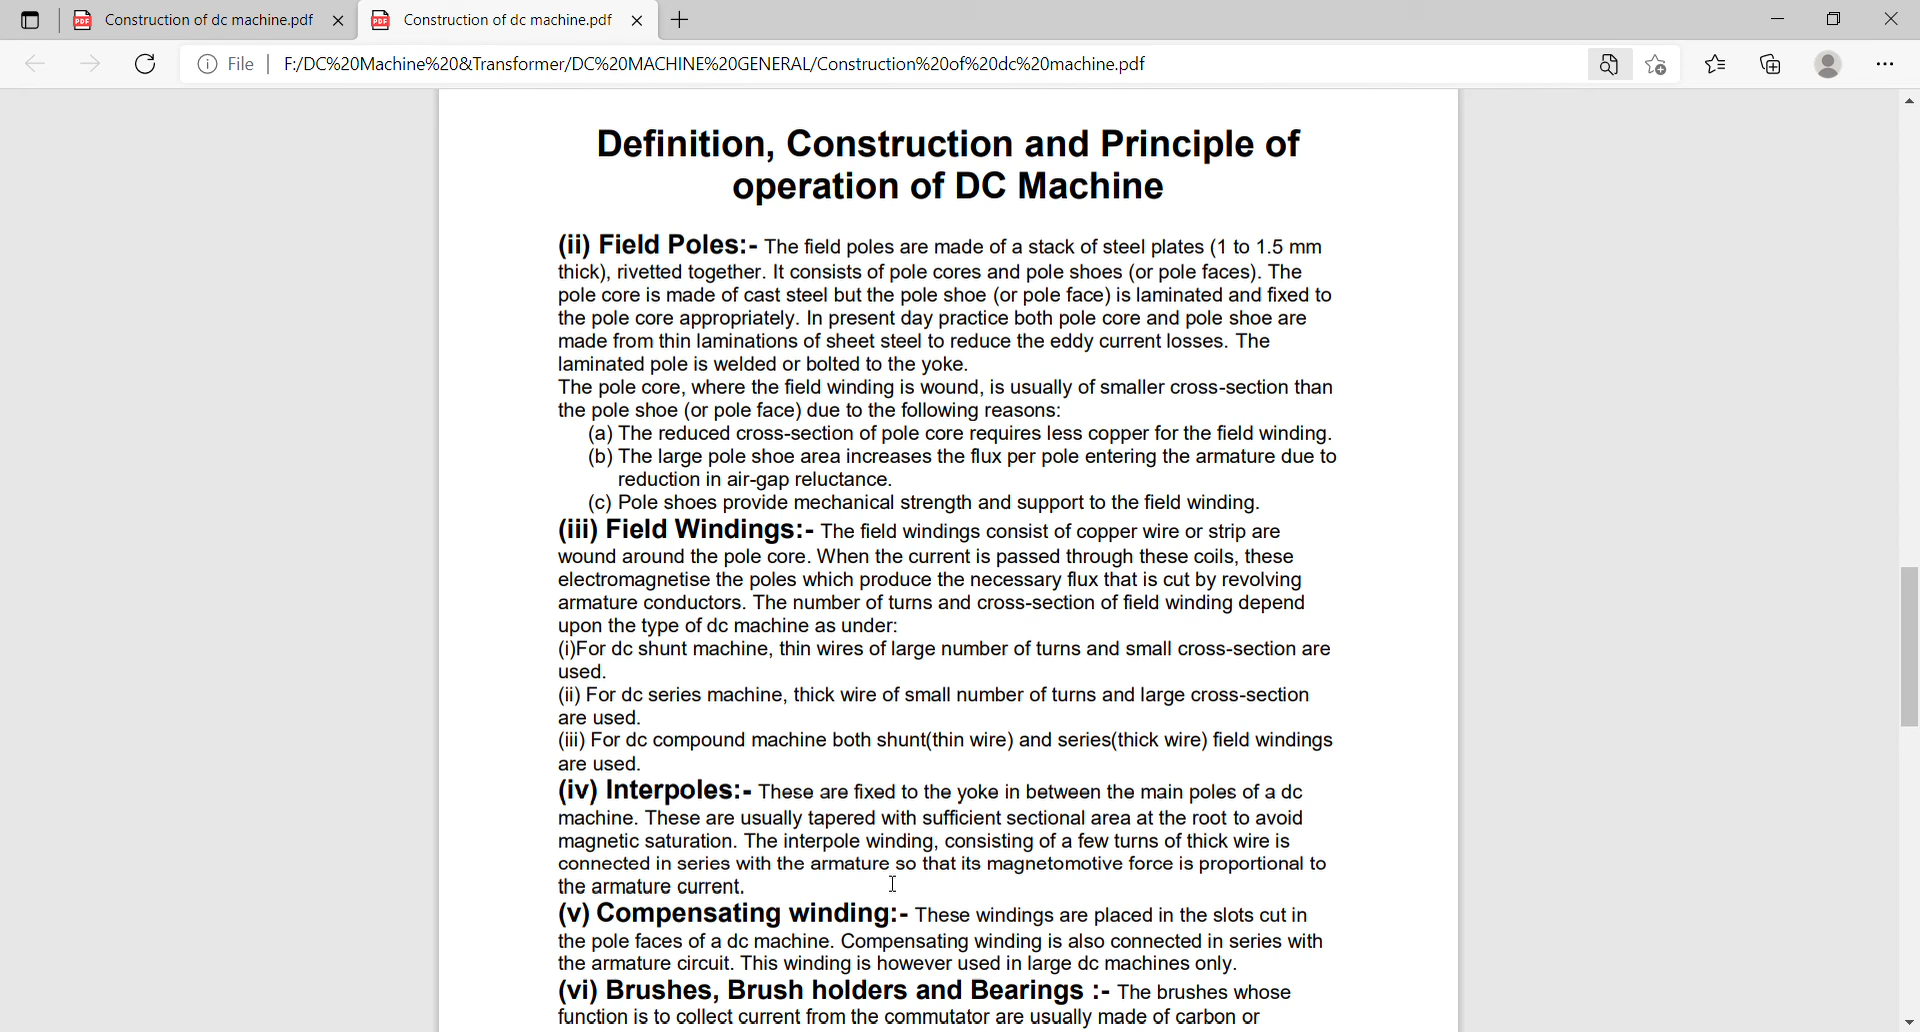 Construction of dc machine.pdf
Construction of dc machine.pdf
File
F:/DC%20Machine%20&Transformer/DC%20MACHINE%20GENERAL/Construction%20of%20dc%20machine.pdf
Definition, Construction and Principle of
operation of DC Machine
(ii) Field Poles:- The field poles are made of a stack of steel plates (1 to 1.5 mm
thick), rivetted together. It consists of pole cores and pole shoes (or pole faces). The
pole core is made of cast steel but the pole shoe (or pole face) is laminated and fixed to
the pole core appropriately. In present day practice both pole core and pole shoe are
made from thin laminations of sheet steel to reduce the eddy current losses. The
laminated pole is welded or bolted to the yoke.
The pole core, where the field winding is wound, is usually of smaller cross-section than
the pole shoe (or pole face) due to the following reasons:
(a) The reduced cross-section of pole core requires less copper for the field winding.
(b) The large pole shoe area increases the flux per pole entering the armature due to
reduction in air-gap reluctance.
(c) Pole shoes provide mechanical strength and support to the field winding.
(iii) Field Windings:- The field windings consist of copper wire or strip are
wound around the pole core. When the current is passed through these coils, these
electromagnetise the poles which produce the necessary flux that is cut by revolving
armature conductors. The number of turns and cross-section of field winding depend
upon the type of dc machine as under:
(i)For dc shunt machine, thin wires of large number of turns and small cross-section are
used.
(ii) For dc series machine, thick wire of small number of turns and large cross-section
are used.
(iii) For dc compound machine both shunt(thin wire) and series(thick wire) field windings
are used.
(iv) Interpoles:- These are fixed to the yoke in between the main poles of a dc
machine. These are usually tapered with sufficient sectional area at the root to avoid
magnetic saturation. The interpole winding, consisting of a few turns of thick wire is
connected in series with the armature so that its magnetomotive force is proportional to
the armature current.
(v) Compensating winding:- These windings are placed in the slots cut in
the pole faces of a dc machine. Compensating winding is also connected in series with
the armature circuit. This winding is however used in large dc machines only.
(vi) Brushes, Brush holders and Bearings :- The brushes whose
function is to collect current from the commutator are usually made of carbon or